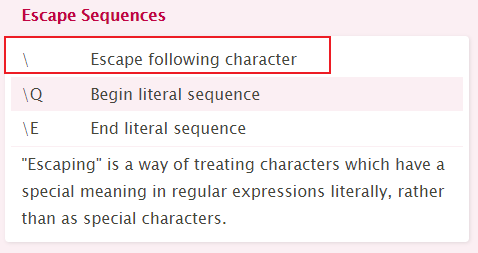 Escape Sequences
\ Escape following character
\Q Begin literal sequence
\E End literal sequence
"Escaping" is a way of treating characters which have a
special meaning in regular expressions literally, rather
than as special characters.